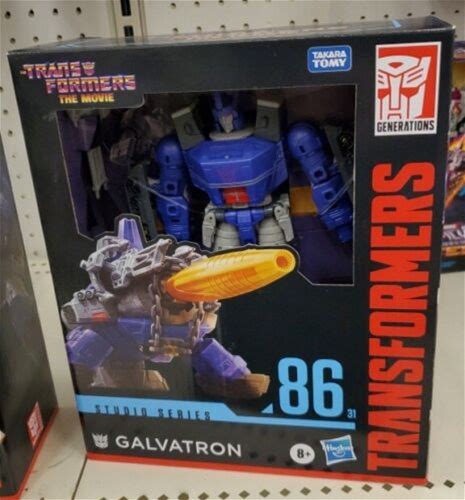 TRANSFORMERS
THE MOVIE
TAKARA
TOMY
GENERATIONS
TRANSFORMERS
86
31
STUDIO SERIES
GALVATRON
8+
Hasbro